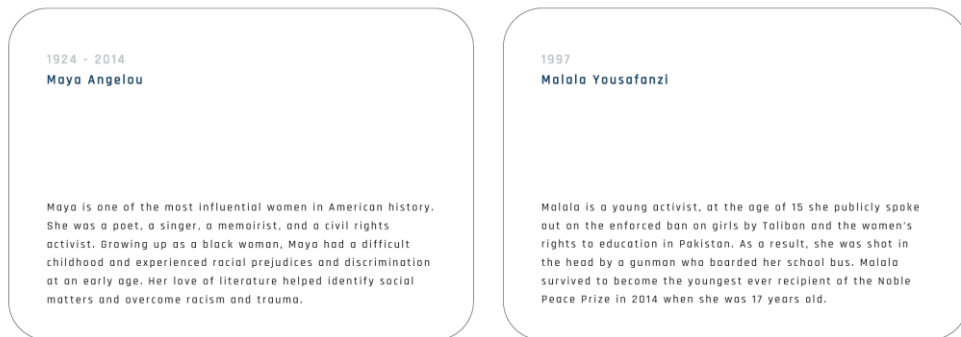 1924 - 2014
Maya Angelou
Maya is one of the most influential women in American history.
She was a poet, a singer, a memoirist, and a civil rights
activist. Growing up as a black woman, Maya had a difficult
childhood and experienced racial prejudices and discrimination
at an early age. Her love of literature helped identify social
matters and overcome racism and trauma.
1997
Malala Yousafanzi
Malala is a young activist, at the age of 15 she publicly spoke
out on the enforced ban on girls by Taliban and the women's
rights to education in Pakistan. As a result, she was shot in
the head by a gunman who boarded her school bus. Malala
survived to become the youngest ever recipient of the Noble
Peace Prize in 2014 when she was 17 years old.